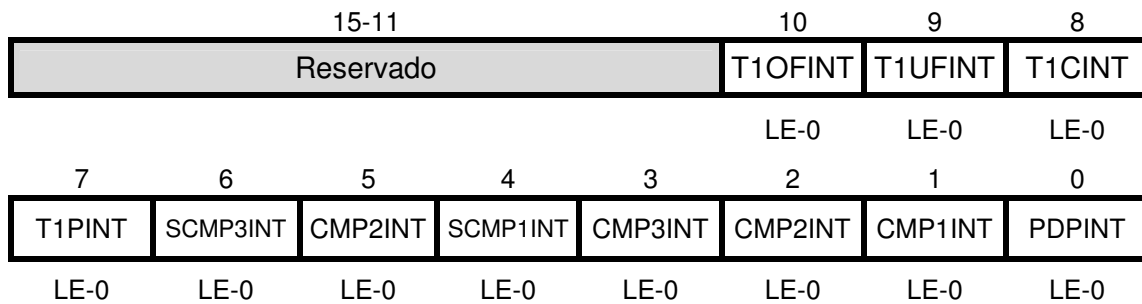 15-11 10 9 8
Reservado T1OFINT T1UFINT T1CINT
LE-0 LE-0 LE-0
7 6 5 4 3 2 1 0
T1PINT SCMP3INT CMP2INT SCMP1INT CMP3INT CMP2INT CMP1INT PDPINT
LE-0 LE-0 LE-0 LE-0 LE-0 LE-0 LE-0 LE-0